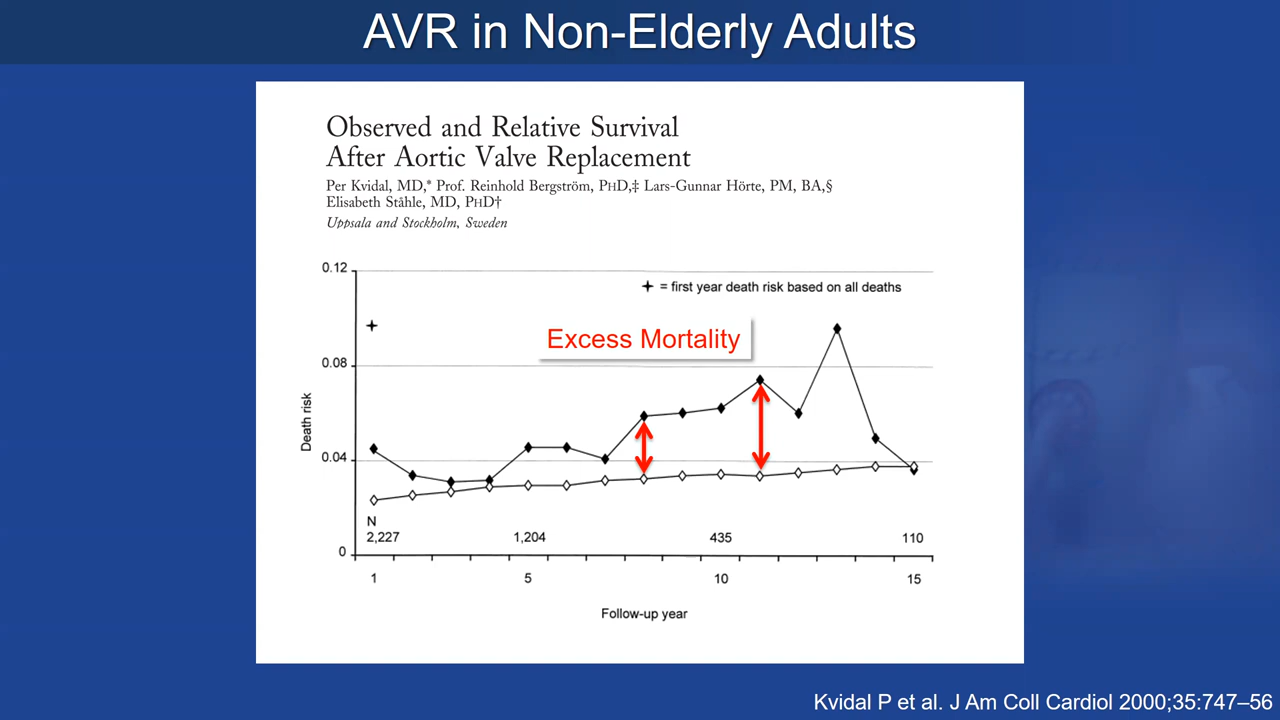 AVR in Non-Elderly Adults
Observed and Relative Survival
After Aortic Valve Replacement
Per Kvidal, MD,* Prof. Reinhold Bergström, PHD,‡ Lars-Gunnar Hörte, PM, BA,§
Elisabeth Ståhle, MD, PHD†
Uppsala and Stockholm, Sweden
0.12
= first year death risk based on all deaths
Excess Mortality
0.08
Death risk
0.04
N
2,227 1,204 435 110
0
1 5 10 15
Follow-up year
Kvidal P et al. J Am Coll Cardiol 2000;35:747–56